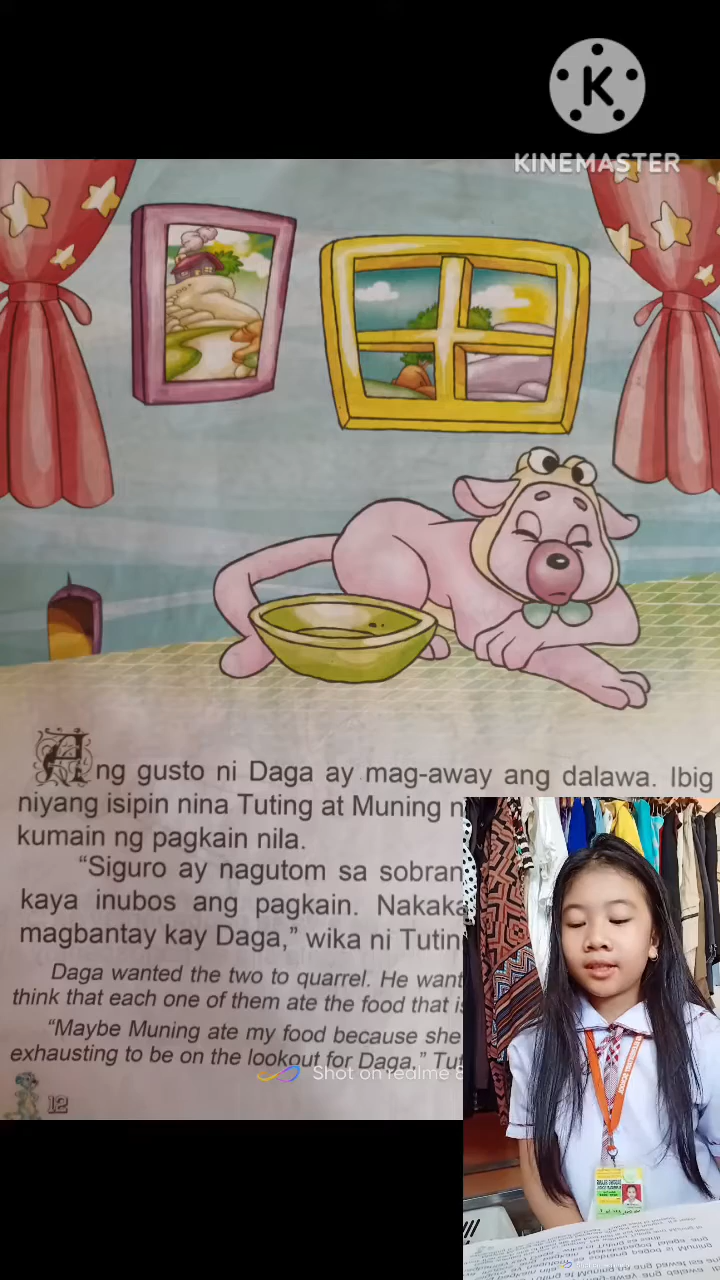 KINEMASTER
Ang gusto ni Daga ay mag-away ang dalawa. Ibig
niyang isipin nina Tuting at Muning
kumain ng pagkain nila.
“Siguro ay nagutom sa sobran
kaya inubos ang pagkain. Nakaka
magbantay kay Daga,” wika ni Tutin
Daga wanted the two to quarrel. He want
think that each one of them ate the food that
“Maybe Muning ate my food because she
exhausting to be on the lookout for Daga,” Tut
Shot on realme
12